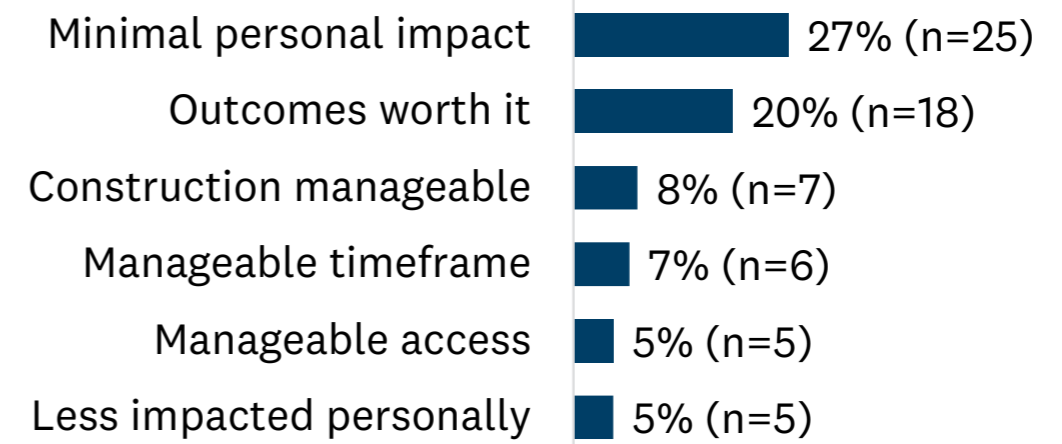 Minimal personal impact 27% (n=25)
Outcomes worth it 20% (n=18)
Construction manageable 8% (n=7)
Manageable timeframe 7% (n=6)
Manageable access 5% (n=5)
Less impacted personally 5% (n=5)